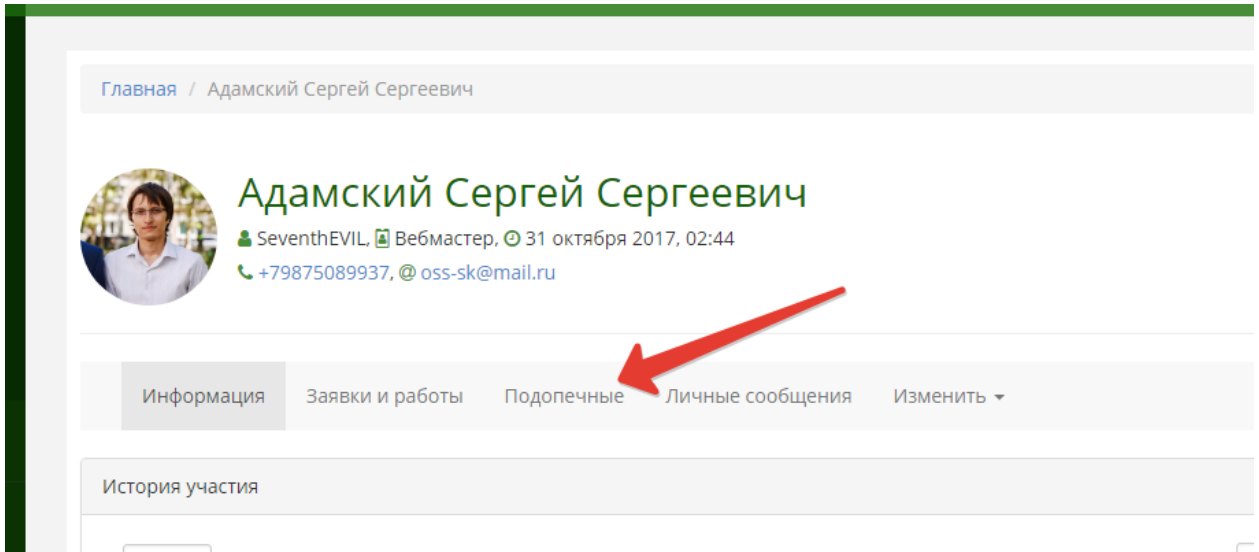 Главная / Адамский Сергей Сергеевич
Адамский Сергей Сергеевич
SeventhEVIL, Вебмастер, 31 октября 2017, 02:44
+79875089937, @ oss-sk@mail.ru
Информация Заявки и работы Подопечные Личные сообщения Изменить
История участия